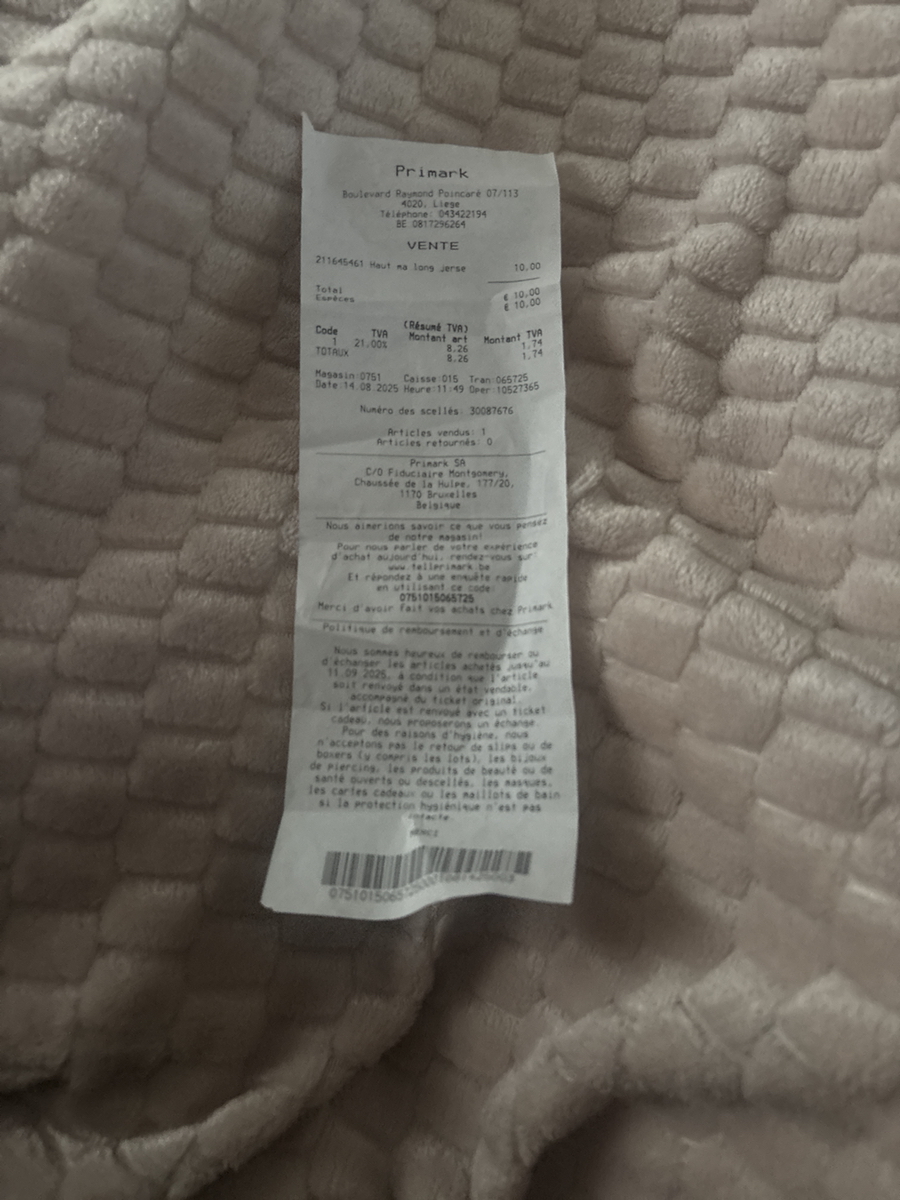 Primark
Boulevard Raymond Poincaré 07/113
4020, Liege
Téléphone: 043422194
BE 0817296264
VENTE
211645461 Haut ma long Jerse 10.00
Total € 10.00
Espèces € 10.00
(Résumé TVA)
Code TVA Montant art Montant TVA
1 21.00% 8.26 1.74
TOTAUX 8.26 1.74
Magasin:0751 Caisse:015 Tran:065725
Date:14.08.2025 Heure:11:49 Oper:10527365
Numéro des scellés: 30087676
Articles vendus: 1
Articles retournés: 0
Primark SA
C/O Fiduciaire Montgomery,
Chaussée de la Hulpe, 177/20,
1170 Bruxelles
Belgique
Nous aimerions savoir ce que vous pensez
de notre magasin!
Pour nous parler de votre expérience
d'achat aujourd'hui, rendez-vous sur:
www.tellprimark.be
Et répondez à une enquête rapide
en utilisant ce code:
0751015065725
Merci d'avoir fait vos achats chez Primark
Politique de remboursement et d'échange
Nous sommes heureux de rembourser ou
d'échanger les articles achetés jusqu'au
11.09.2025, à condition que l'article
soit renvoyé dans un état vendable,
accompagné du ticket original.
Si l'article est renvoyé avec un ticket
cadeau, nous proposerons un échange.
Pour des raisons d'hygiène, nous
n'acceptons pas le retour de slips ou de
boxers (y compris les lots), les bijoux
de piercing, les produits de beauté ou de
santé ouverts ou descellés, les masques,
les cartes cadeaux ou les maillots de bain
si la protection hygiénique n'est pas
intacte.
MERCI